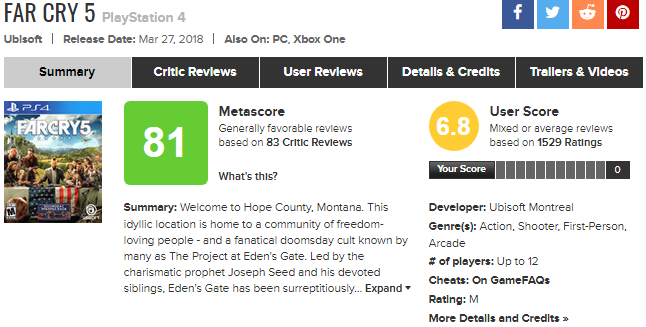 FAR CRY 5 PlayStation 4
Ubisoft | Release Date: Mar 27, 2018 | Also On: PC, Xbox One
Summary Critic Reviews User Reviews Details & Credits Trailers & Videos
PS4
FARCRY5
M
UBISOFT
81
Metascore
Generally favorable reviews
based on 83 Critic Reviews
What's this?
6.8
User Score
Mixed or average reviews
based on 1529 Ratings
Your Score 0
Summary: Welcome to Hope County, Montana. This
idyllic location is home to a community of freedom-
loving people - and a fanatical doomsday cult known by
many as The Project at Eden's Gate. Led by the
charismatic prophet Joseph Seed and his devoted
siblings, Eden's Gate has been surreptitiously... Expand
Developer: Ubisoft Montreal
Genre(s): Action, Shooter, First-Person,
Arcade
# of players: Up to 12
Cheats: On GameFAQs
Rating: M
More Details and Credits »